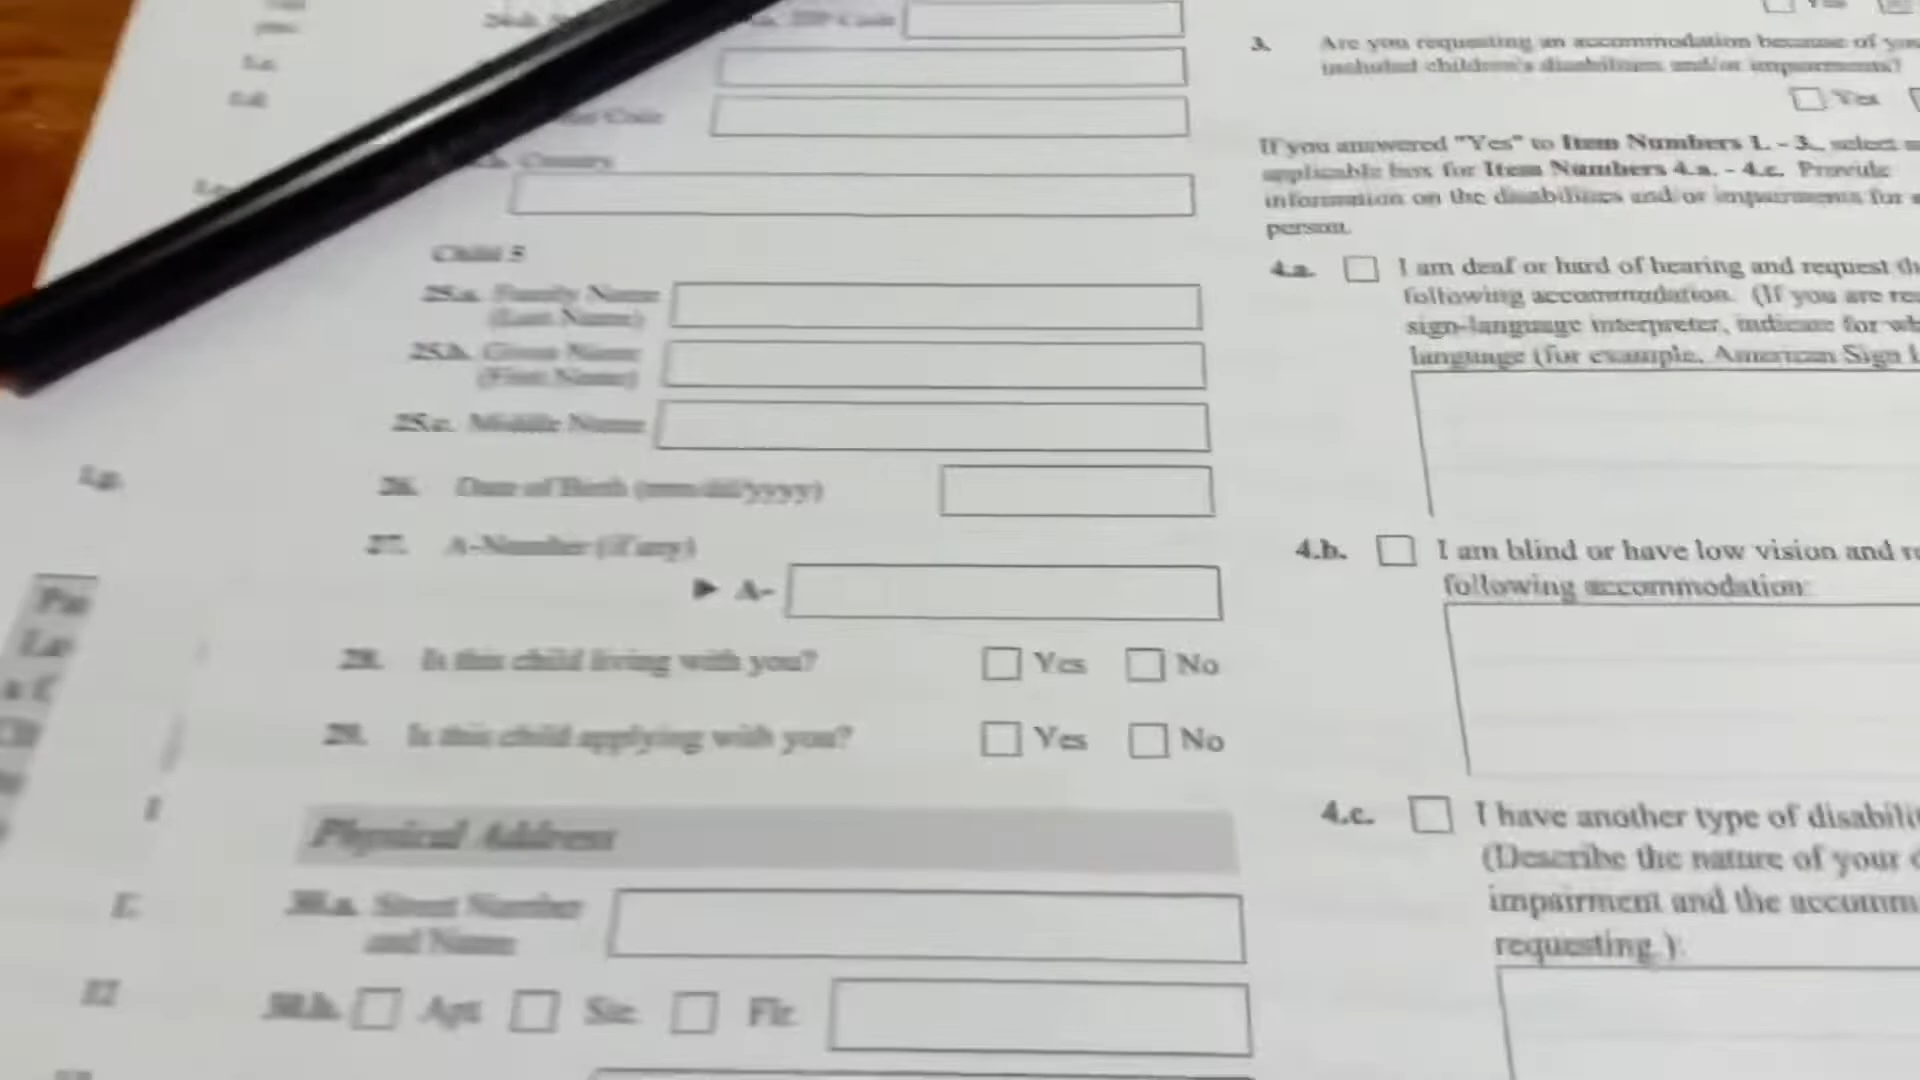 ZIP Code
Code
Country
Child 5
25.a. Family Name
(Last Name)
25.b. Given Name
(First Name)
25.c. Middle Name
26. Date of Birth (mm/dd/yyyy)
27. A-Number (if any)
► A-
28. Is this child living with you? Yes No
29. Is this child applying with you? Yes No
Physical Address
30.a. Street Number
and Name
30.b. Apt. Ste. Flr.
3. Are you requesting an accommodation because of
included children's disabilities and/or impairments?
Yes
If you answered "Yes" to Item Numbers 1. - 3., select
applicable box for Item Numbers 4.a. - 4.c. Provide
information on the disabilities and/or impairments for
person.
4.a. I am deaf or hard of hearing and request
following accommodation. (If you are
sign-language interpreter, indicate for
language (for example, American Sign
4.b. I am blind or have low vision and
following accommodation:
4.c. I have another type of
(Describe the nature of your
impairment and the
requesting.):